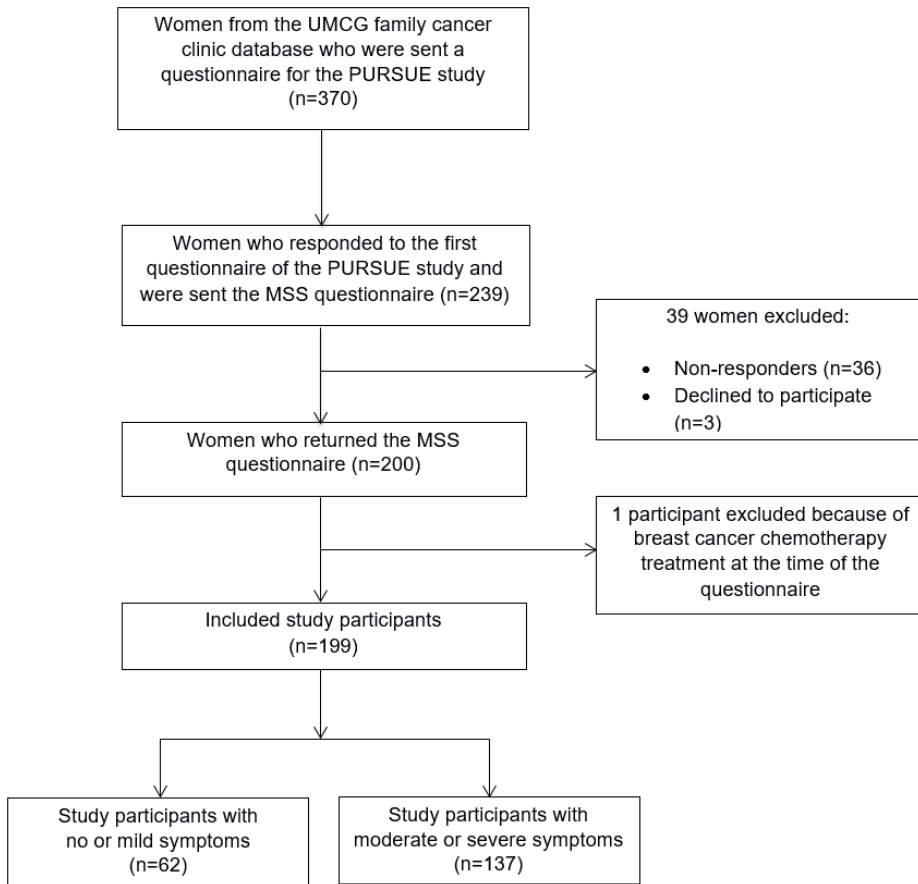 Women from the UMCG family cancer
clinic database who were sent a
questionnaire for the PURSUE study
(n=370)
Women who responded to the first
questionnaire of the PURSUE study and
were sent the MSS questionnaire (n=239)
39 women excluded:
• Non-responders (n=36)
• Declined to participate
(n=3)
Women who returned the MSS
questionnaire (n=200)
1 participant excluded because of
breast cancer chemotherapy
treatment at the time of the
questionnaire
Included study participants
(n=199)
Study participants with
no or mild symptoms
(n=62)
Study participants with
moderate or severe symptoms
(n=137)